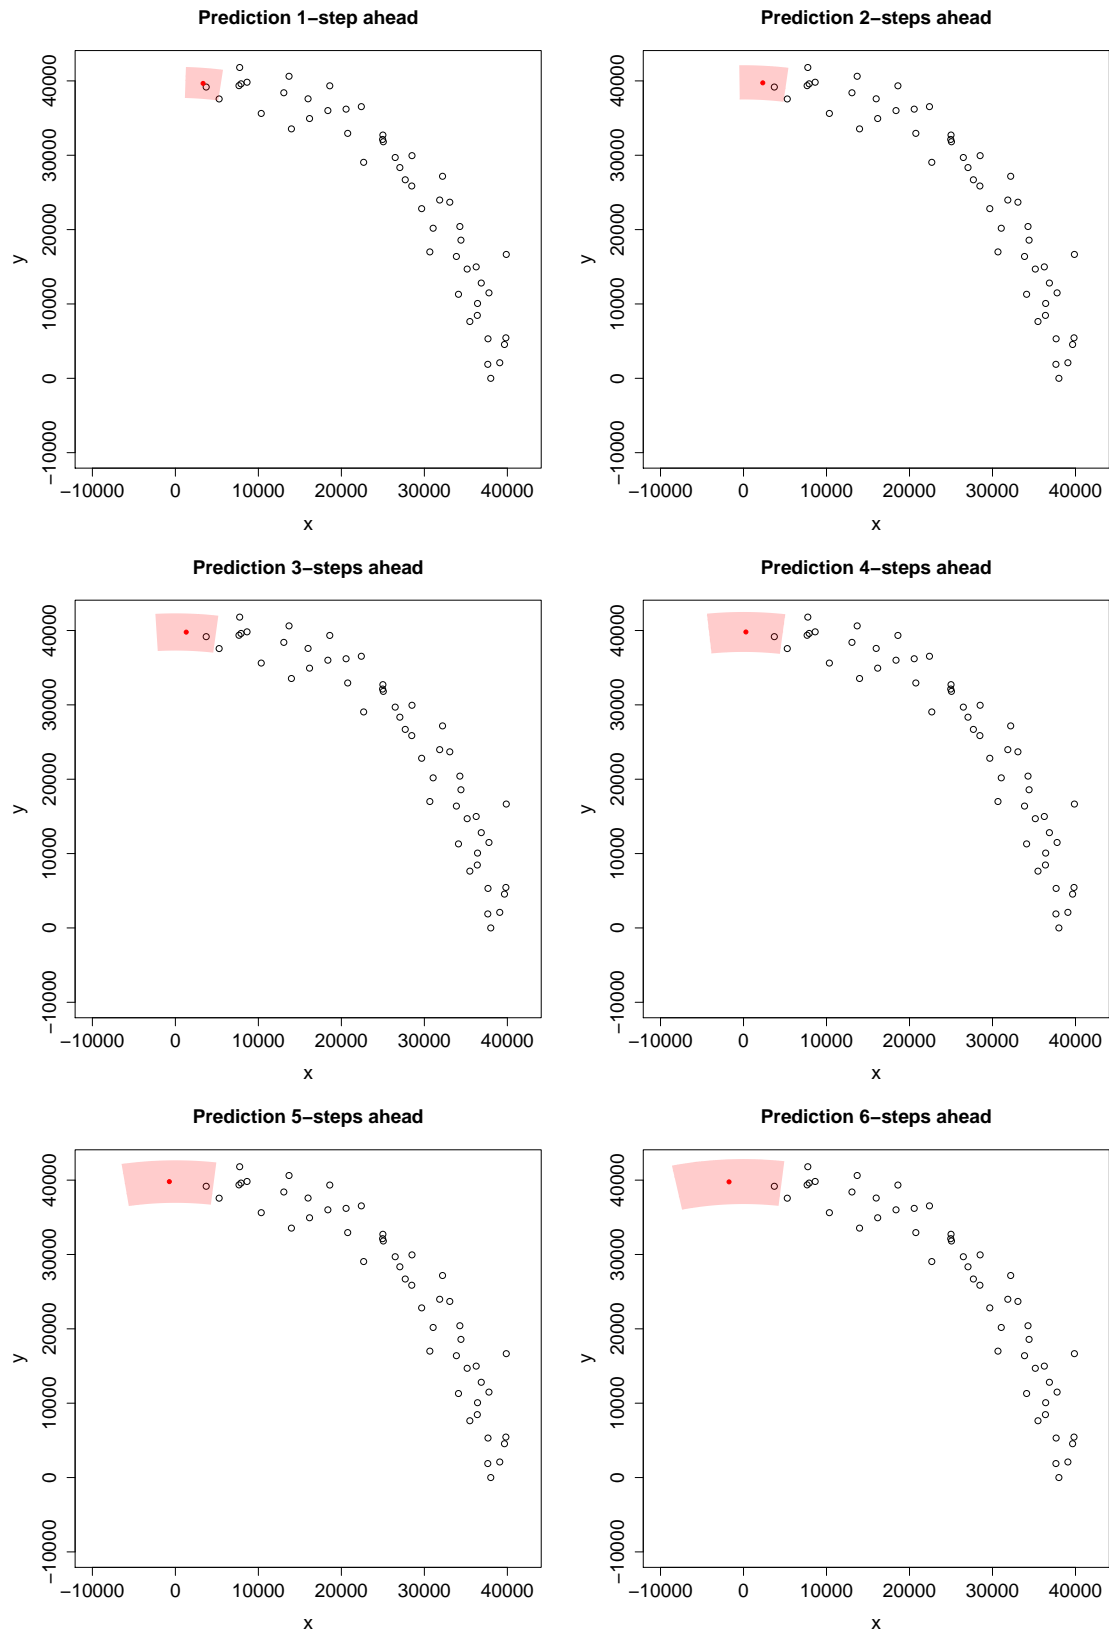 Prediction 1−step ahead
Prediction 2−steps ahead
y
40000
30000
20000
10000
0
−10000
−10000 0 10000 20000 30000 40000
x
y
40000
30000
20000
10000
0
−10000
−10000 0 10000 20000 30000 40000
x
Prediction 3−steps ahead
Prediction 4−steps ahead
y
40000
30000
20000
10000
0
−10000
−10000 0 10000 20000 30000 40000
x
y
40000
30000
20000
10000
0
−10000
−10000 0 10000 20000 30000 40000
x
Prediction 5−steps ahead
Prediction 6−steps ahead
y
40000
30000
20000
10000
0
−10000
−10000 0 10000 20000 30000 40000
x
y
40000
30000
20000
10000
0
−10000
−10000 0 10000 20000 30000 40000
x